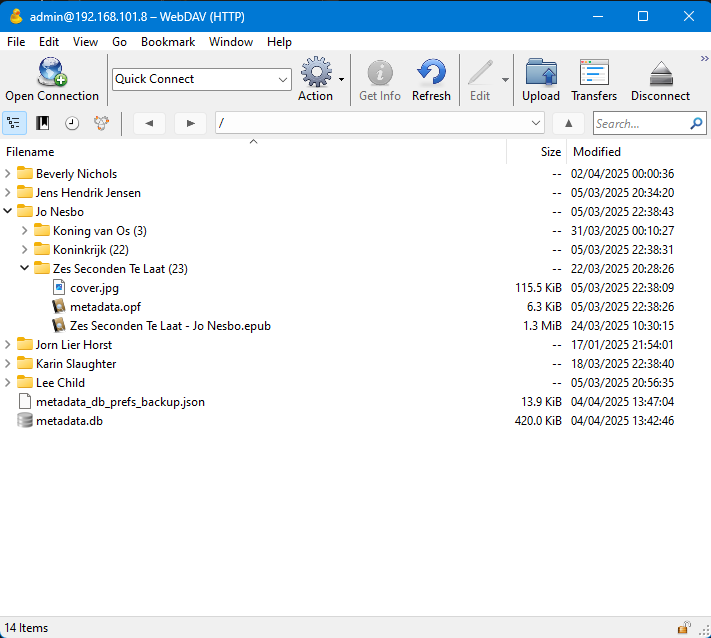 admin@192.168.101.8 – WebDAV (HTTP)
File Edit View Go Bookmark Window Help
Open Connection Quick Connect Action Get Info Refresh Edit Upload Transfers Disconnect »
/ Search...
Filename Size Modified
Beverly Nichols -- 02/04/2025 00:00:36
Jens Hendrik Jensen -- 05/03/2025 20:34:20
Jo Nesbo -- 05/03/2025 22:38:43
Koning van Os (3) -- 31/03/2025 00:10:27
Koninkrijk (22) -- 05/03/2025 22:38:31
Zes Seconden Te Laat (23) -- 22/03/2025 20:28:26
cover.jpg 115.5 KiB 05/03/2025 22:38:09
metadata.opf 6.3 KiB 05/03/2025 22:38:26
Zes Seconden Te Laat - Jo Nesbo.epub 1.3 MiB 24/03/2025 10:30:15
Jorn Lier Horst -- 17/01/2025 21:54:01
Karin Slaughter -- 18/03/2025 22:38:40
Lee Child -- 05/03/2025 20:56:35
metadata_db_prefs_backup.json 13.9 KiB 04/04/2025 13:47:04
metadata.db 420.0 KiB 04/04/2025 13:42:46
14 Items